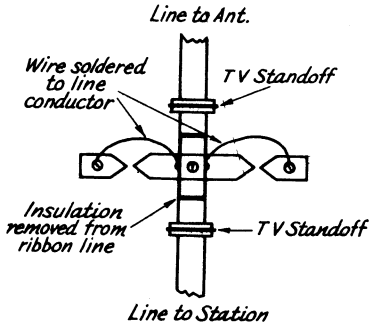 Line to Ant.
Wire soldered
to line
conductor
TV Standoff
Insulation
removed from
ribbon line
TV Standoff
Line to Station